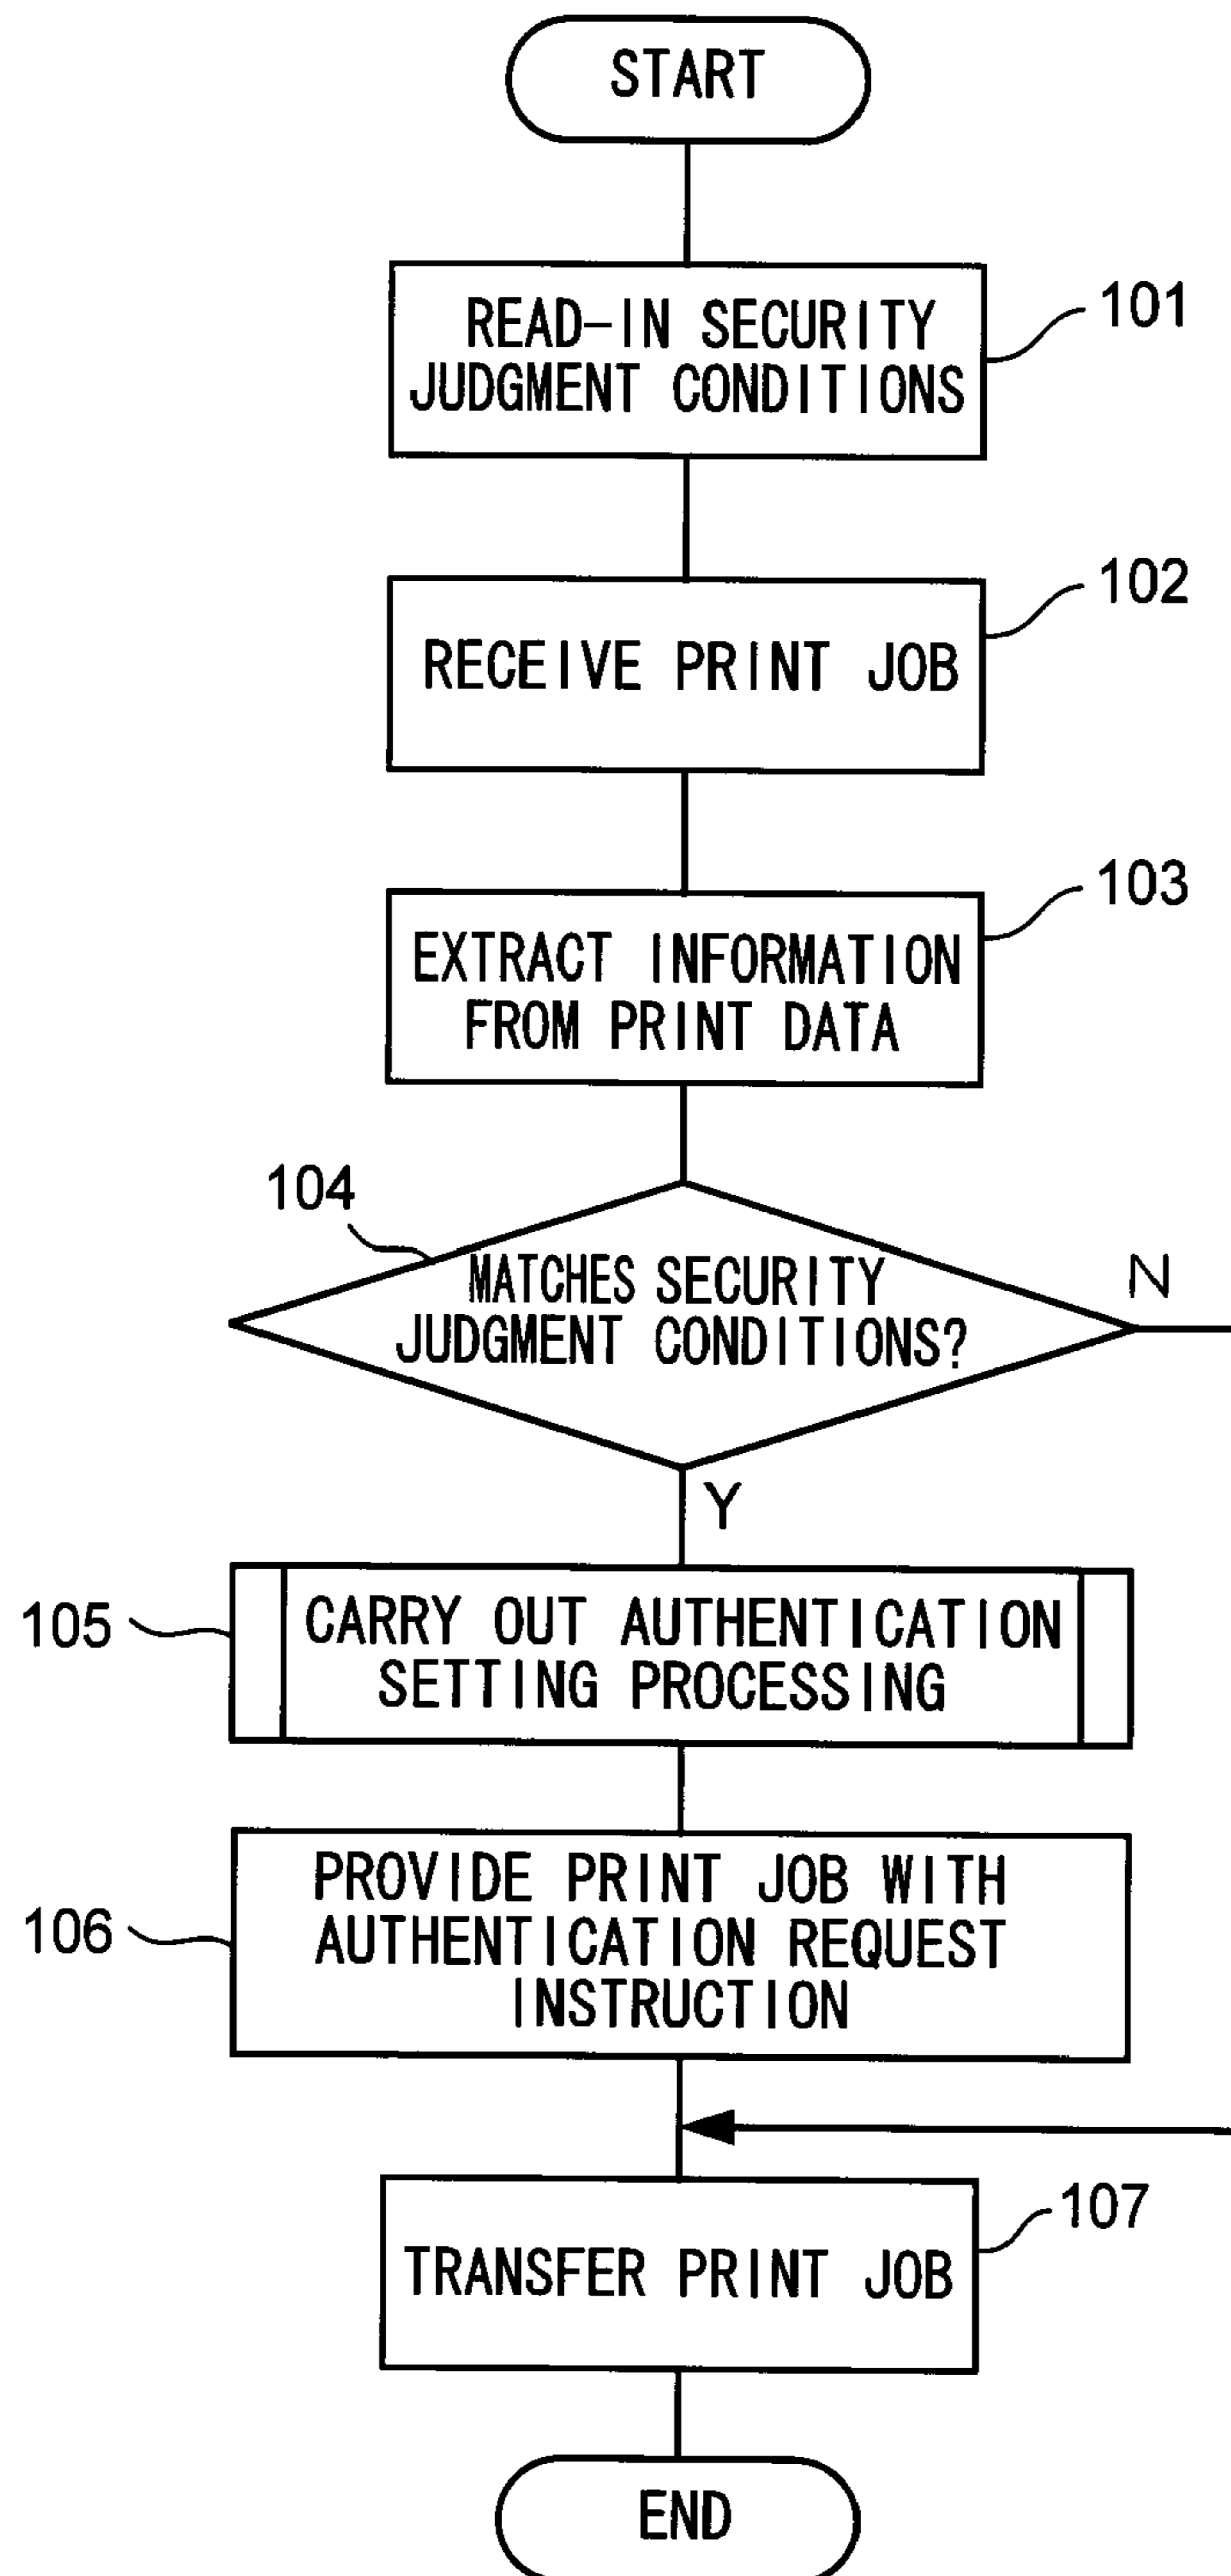 START
READ-IN SECURITY
JUDGMENT CONDITIONS
101
RECEIVE PRINT JOB
102
EXTRACT INFORMATION
FROM PRINT DATA
103
104
MATCHES SECURITY
JUDGMENT CONDITIONS?
N
Y
105
CARRY OUT AUTHENTICATION
SETTING PROCESSING
106
PROVIDE PRINT JOB WITH
AUTHENTICATION REQUEST
INSTRUCTION
107
TRANSFER PRINT JOB
END